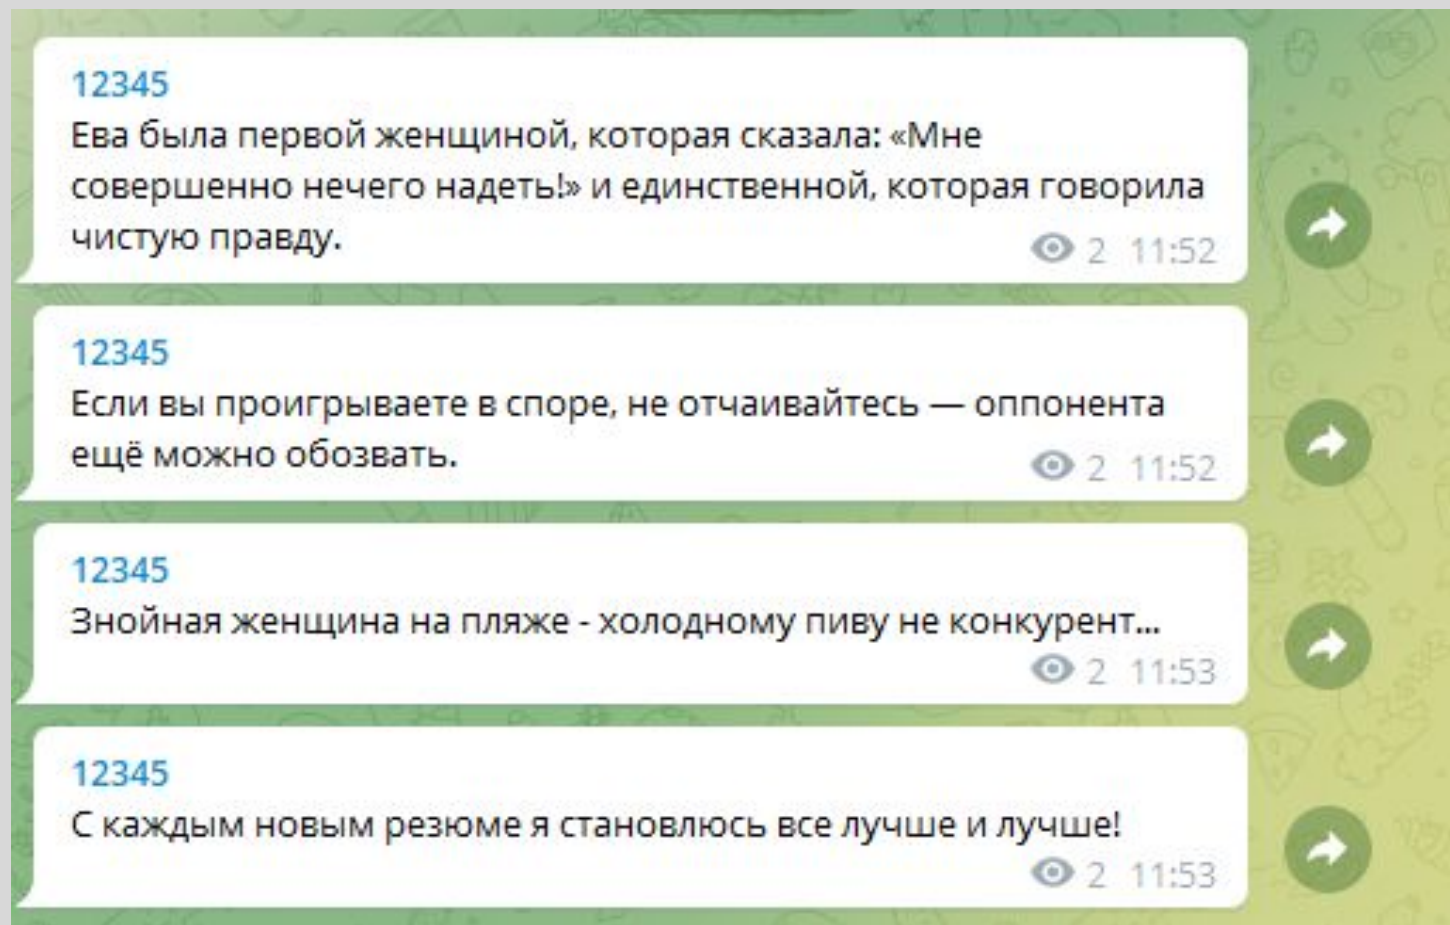 12345
Ева была первой женщиной, которая сказала: «Мне
совершенно нечего надеть!» и единственной, которая говорила
чистую правду.
2 11:52
12345
Если вы проигрываете в споре, не отчаивайтесь — оппонента
ещё можно обозвать.
2 11:52
12345
Знойная женщина на пляже - холодному пиву не конкурент...
2 11:53
12345
С каждым новым резюме я становлюсь все лучше и лучше!
2 11:53